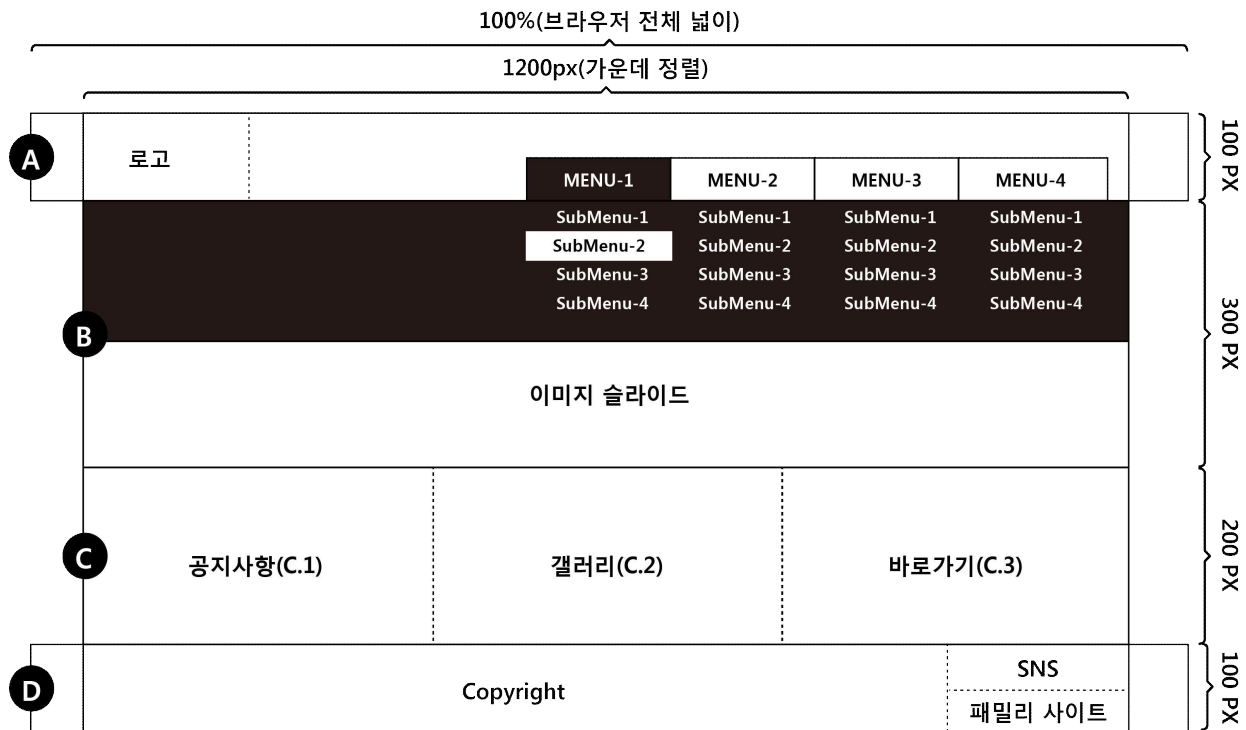 100%(브라우저 전체 넓이)
1200px(가운데 정렬)
A
로고
MENU-1 MENU-2 MENU-3 MENU-4
100 PX
SubMenu-1 SubMenu-1 SubMenu-1 SubMenu-1
SubMenu-2 SubMenu-2 SubMenu-2 SubMenu-2
SubMenu-3 SubMenu-3 SubMenu-3 SubMenu-3
SubMenu-4 SubMenu-4 SubMenu-4 SubMenu-4
B
300 PX
이미지 슬라이드
C
공지사항(C.1) 갤러리(C.2) 바로가기(C.3)
200 PX
D
Copyright
SNS
패밀리 사이트
100 PX